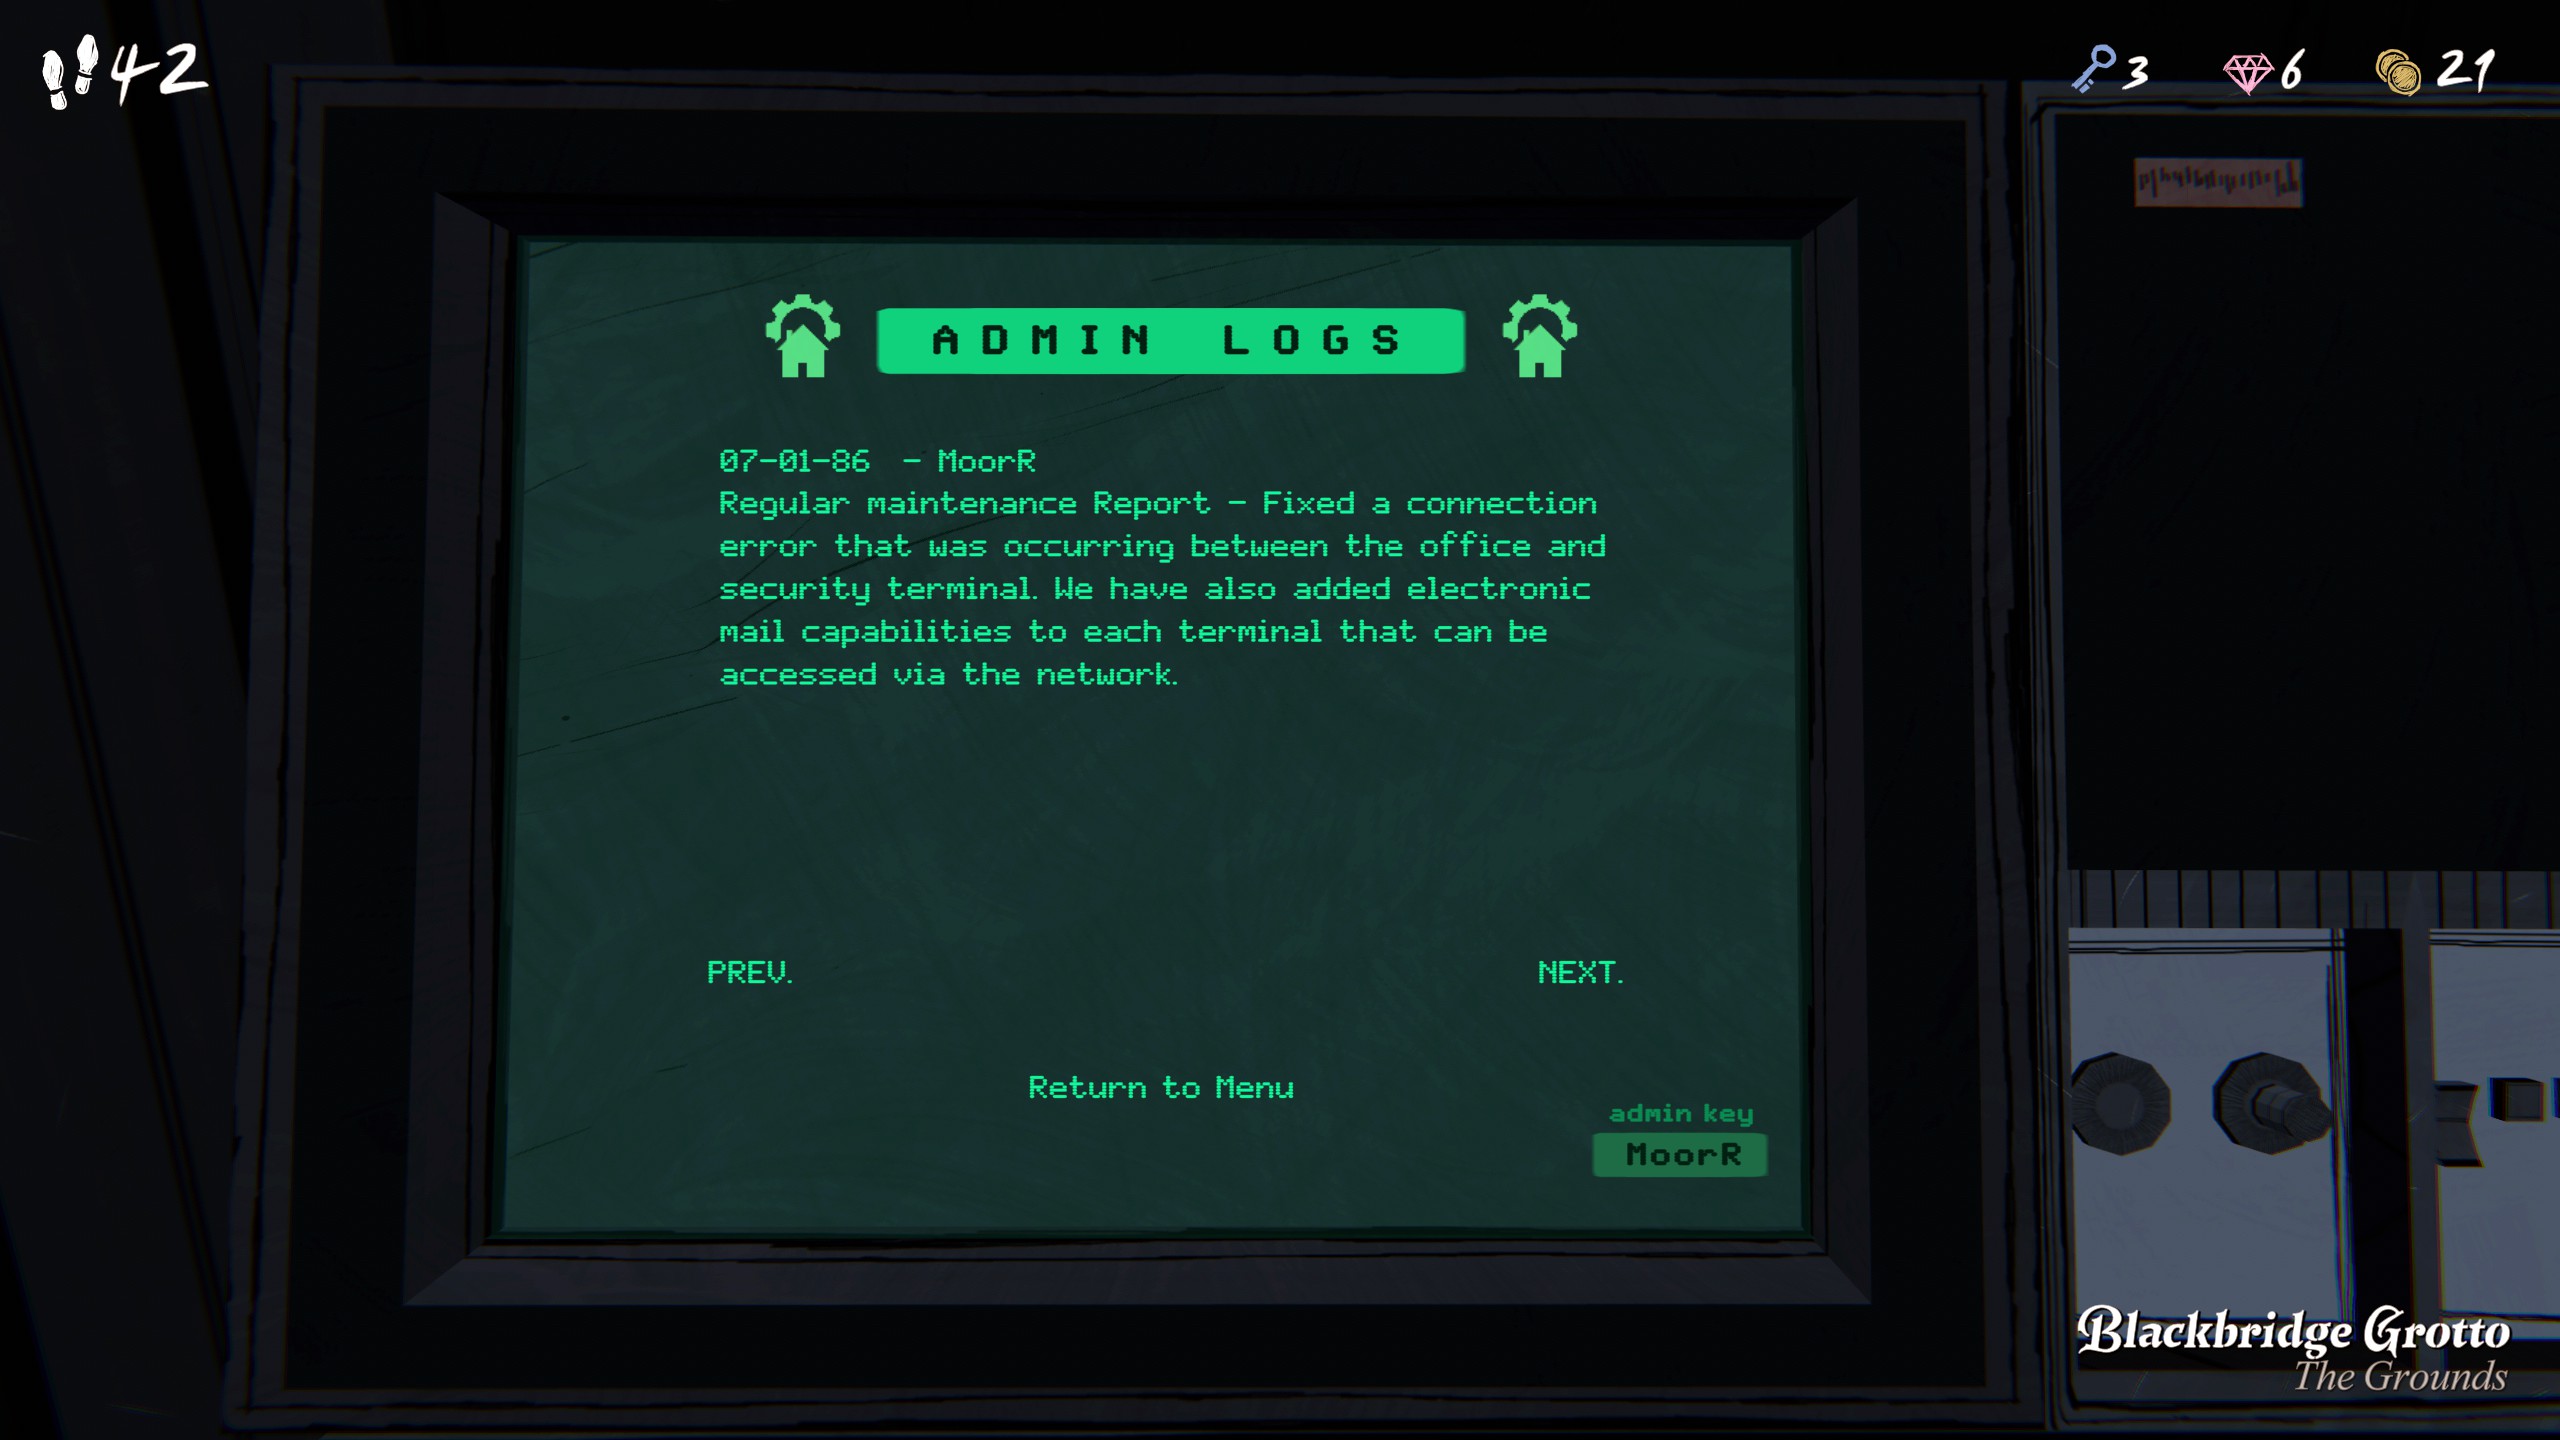 42
3 6 21
ADMIN LOGS
07-01-86 - MoorR
Regular maintenance Report - Fixed a connection
error that was occurring between the office and
security terminal. We have also added electronic
mail capabilities to each terminal that can be
accessed via the network.
PREV. NEXT.
Return to Menu
admin key
MoorR
Blackbridge Grotto
The Grounds